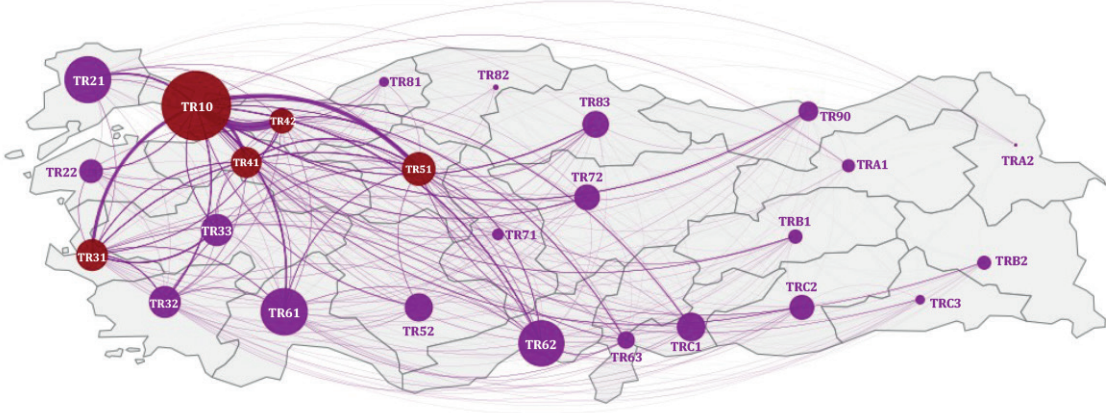 TR21
TR10
TR42
TR81
TR82
TR83
TR90
TR22
TR41
TR51
TR72
TRA1
TRA2
TR33
TR71
TRB1
TR31
TRB2
TR32
TR61
TR52
TR62
TR63
TRC1
TRC2
TRC3